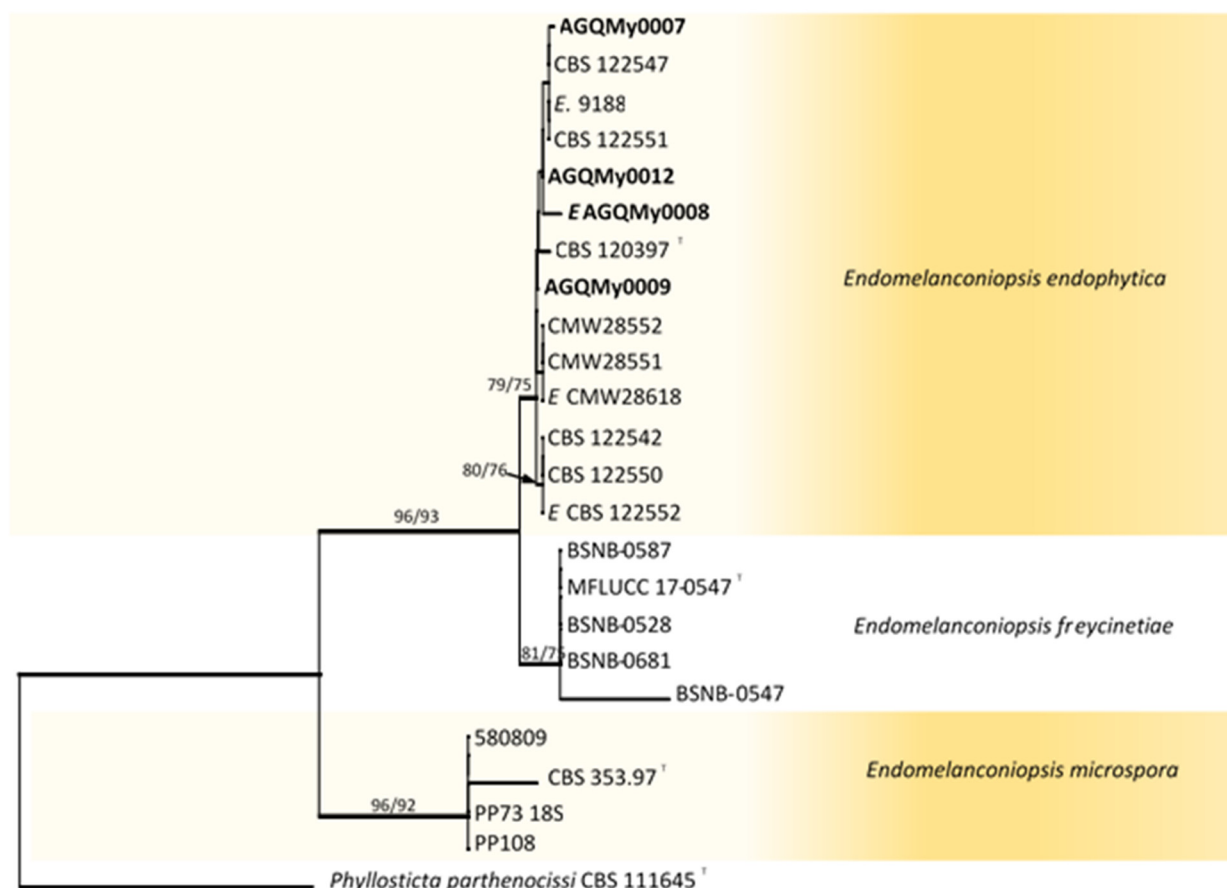 AGQMy0007
CBS 122547
E. 9188
CBS 122551
AGQMy0012
E AGQMy0008
CBS 120397 T
Endomelanconiopsis endophytica
AGQMy0009
CMW28552
CMW28551
79/75
E CMW28618
CBS 122542
80/76
CBS 122550
E CBS 122552
96/93
BSNB-0587
MFLUCC 17-0547 T
BSNB-0528
Endomelanconiopsis freycinetiae
81/75
BSNB-0681
BSNB-0547
580809
CBS 353.97 T
Endomelanconiopsis microspora
96/92
PP73 18S
PP108
Phyllosticta parthenocissi CBS 111645 T